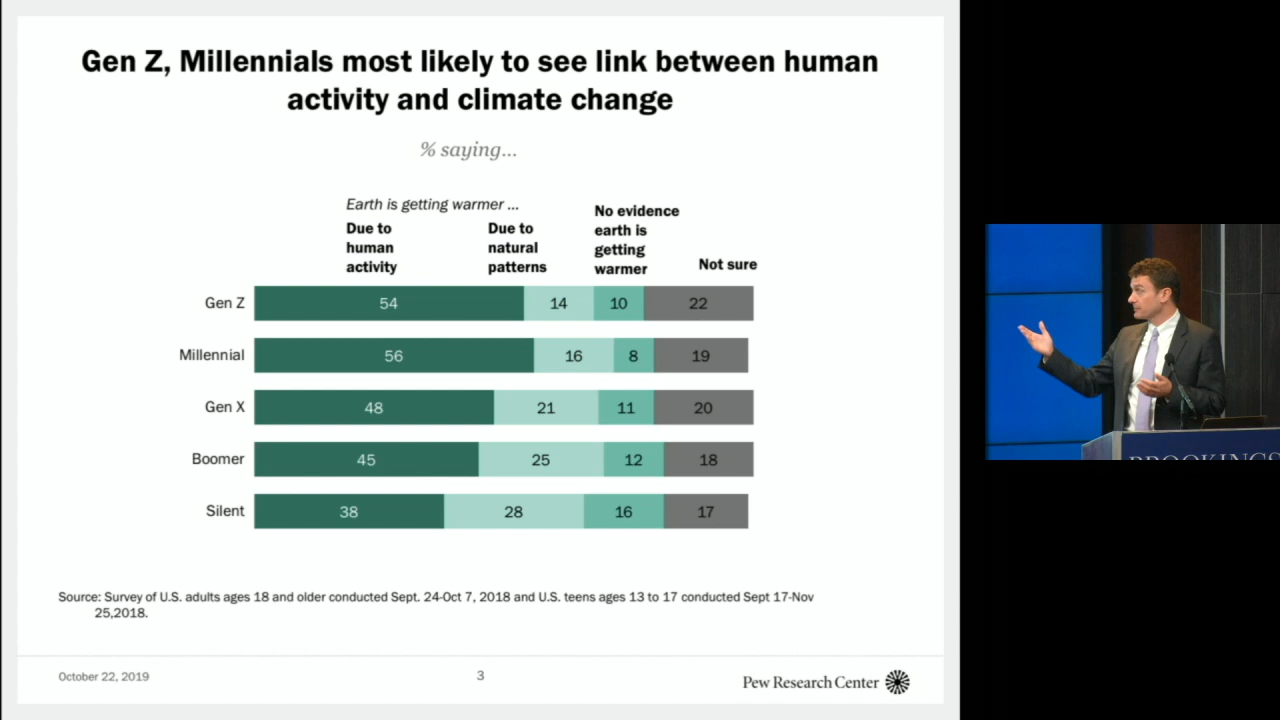 Gen Z, Millennials most likely to see link between human
activity and climate change
% saying...
Earth is getting warmer ...
Due to
human
activity
Due to
natural
patterns
No evidence
earth is
getting
warmer
Not sure
Gen Z 54 14 10 22
Millennial 56 16 8 19
Gen X 48 21 11 20
Boomer 45 25 12 18
Silent 38 28 16 17
Source: Survey of U.S. adults ages 18 and older conducted Sept. 24-Oct 7, 2018 and U.S. teens ages 13 to 17 conducted Sept 17-Nov
25,2018.
October 22, 2019
3
Pew Research Center
BROOKINGS